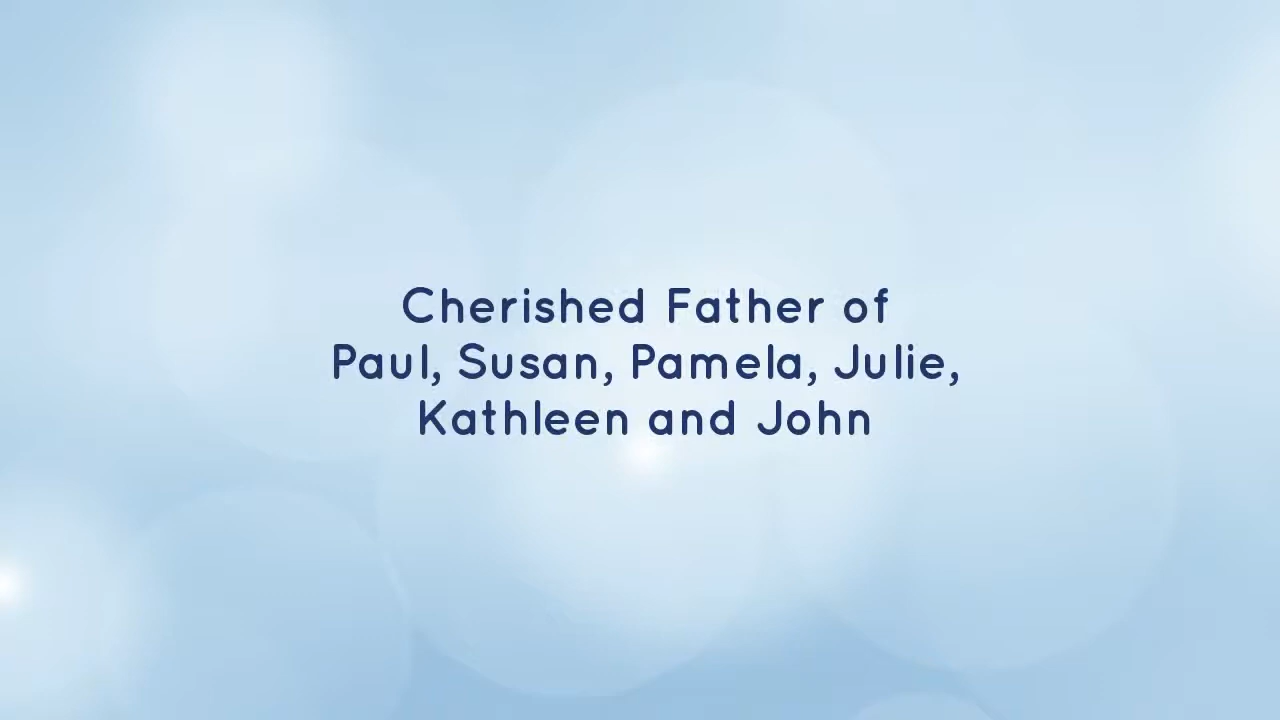 Cherished Father of
Paul, Susan, Pamela, Julie,
Kathleen and John